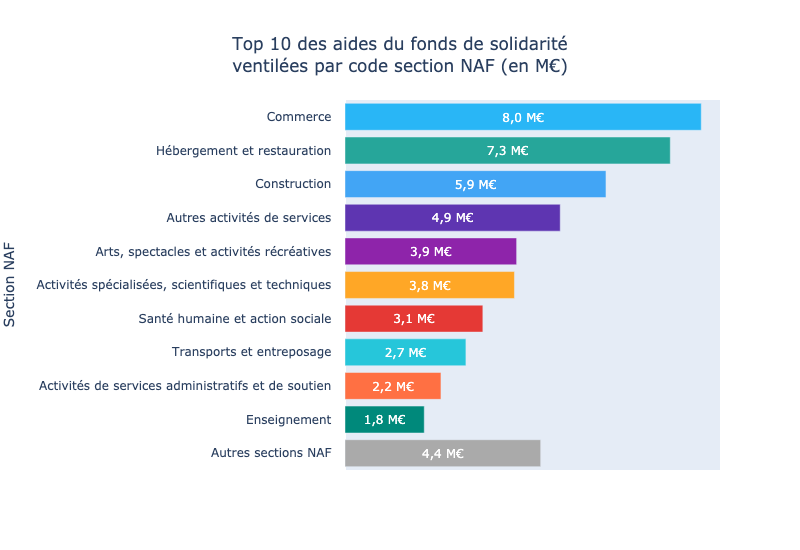 Top 10 des aides du fonds de solidarité
ventilées par code section NAF (en M€)
Section NAF
Commerce 8,0 M€
Hébergement et restauration 7,3 M€
Construction 5,9 M€
Autres activités de services 4,9 M€
Arts, spectacles et activités récréatives 3,9 M€
Activités spécialisées, scientifiques et techniques 3,8 M€
Santé humaine et action sociale 3,1 M€
Transports et entreposage 2,7 M€
Activités de services administratifs et de soutien 2,2 M€
Enseignement 1,8 M€
Autres sections NAF 4,4 M€